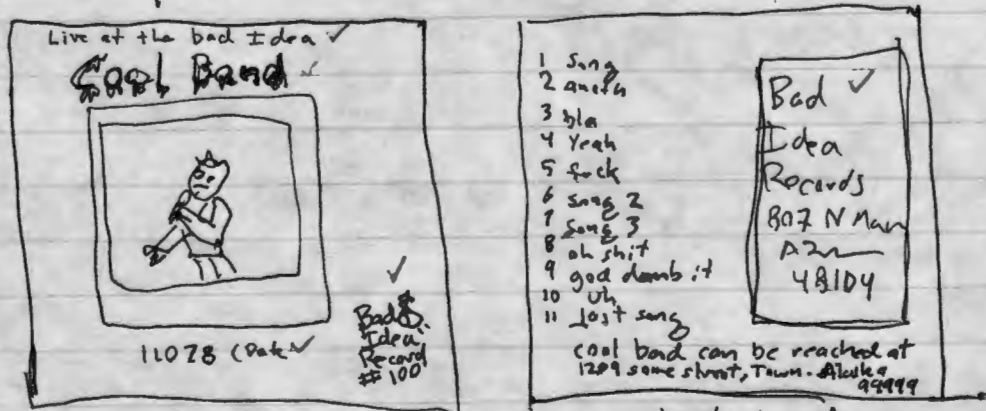 Live at the bad Idea ✓
Cool Band ✓
11028 (Date ✓
✓
Bad $
Idea
Record
# 100
1 Song
2 anoth
3 bla
4 Yeah
5 fuck
6 song 2
7 song 3
8 oh shit
9 god damb it
10 uh
11 last song
Bad ✓
Idea
Records
807 N Main
A2
48104
cool band can be reached at
1289 some street, Town. Alaska
99999